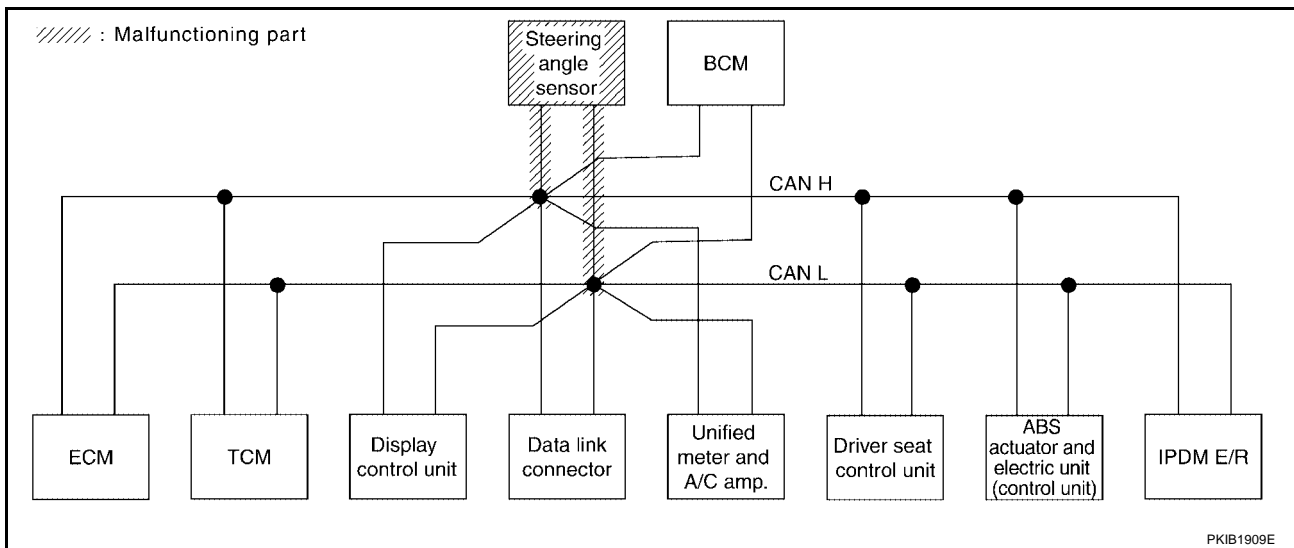 : Malfunctioning part
Steering
angle
sensor
BCM
CAN H
CAN L
ECM
TCM
Display
control unit
Data link
connector
Unified
meter and
A/C amp.
Driver seat
control unit
ABS
actuator and
electric unit
(control unit)
IPDM E/R
PKIB1909E